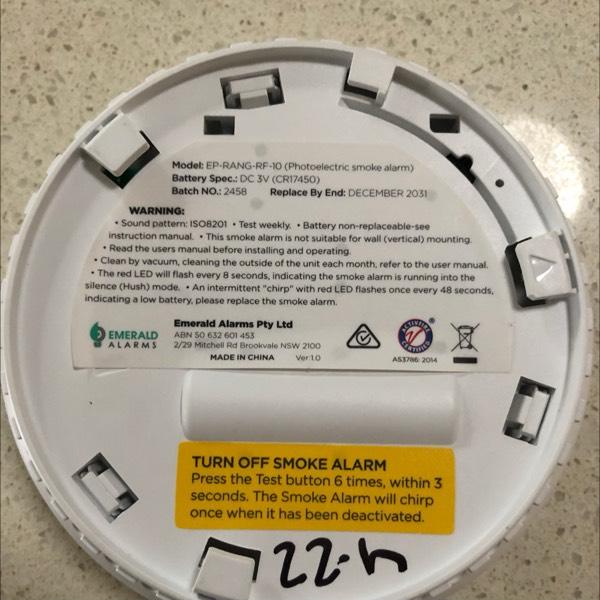 Model: EP-RANG-RF-10 (Photoelectric smoke alarm)
Battery Spec.: DC 3V (CR17450)
Batch NO.: 2458 Replace By End: DECEMBER 2031
WARNING:
• Sound pattern: ISO8201 • Test weekly. • Battery non-replaceable-see
instruction manual. • This smoke alarm is not suitable for wall (vertical) mounting.
• Read the users manual before installing and operating.
• Clean by vacuum, cleaning the outside of the unit each month, refer to the user manual.
• The red LED will flash every 8 seconds, indicating the smoke alarm is running into the
silence (Hush) mode. • An intermittent "chirp" with red LED flashes once every 48 seconds,
indicating a low battery, please replace the smoke alarm.
EMERALD
ALARMS
Emerald Alarms Pty Ltd
ABN 50 632 601 453
2/29 Mitchell Rd Brookvale NSW 2100
MADE IN CHINA Ver:1.0
ACTIVFIRE
CERTIFIED
AS3786: 2014
TURN OFF SMOKE ALARM
Press the Test button 6 times, within 3
seconds. The Smoke Alarm will chirp
once when it has been deactivated.